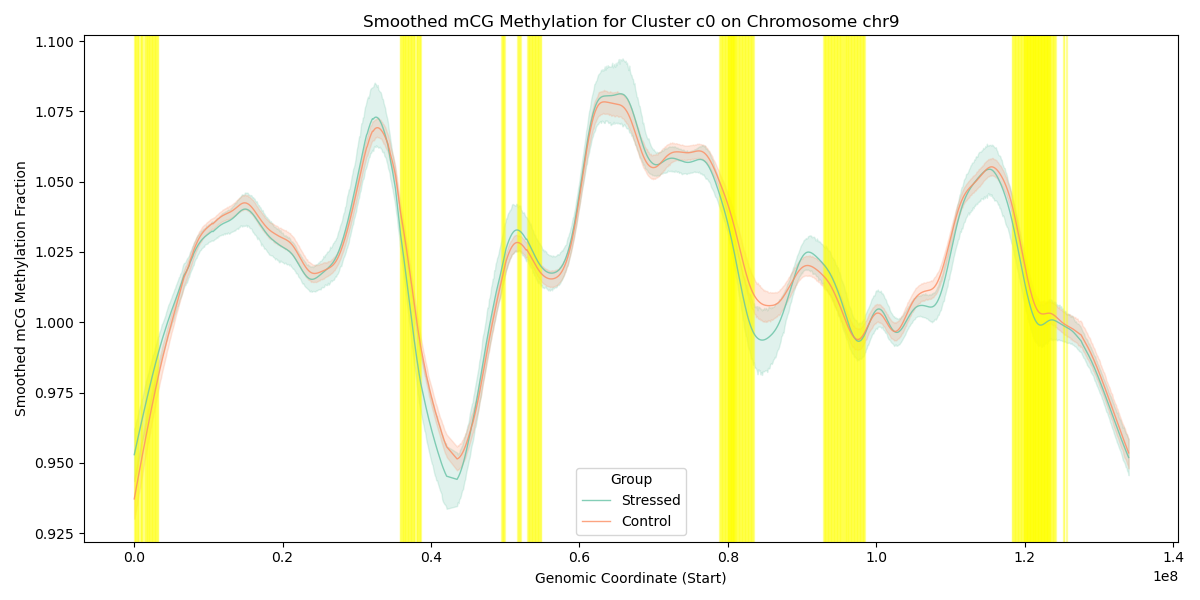 Smoothed mCG Methylation for Cluster c0 on Chromosome chr9
Smoothed mCG Methylation Fraction
1.100
1.075
1.050
1.025
1.000
0.975
0.950
0.925
Group
Stressed
Control
0.0
0.2
0.4
0.6
0.8
1.0
1.2
1.4
1e8
Genomic Coordinate (Start)